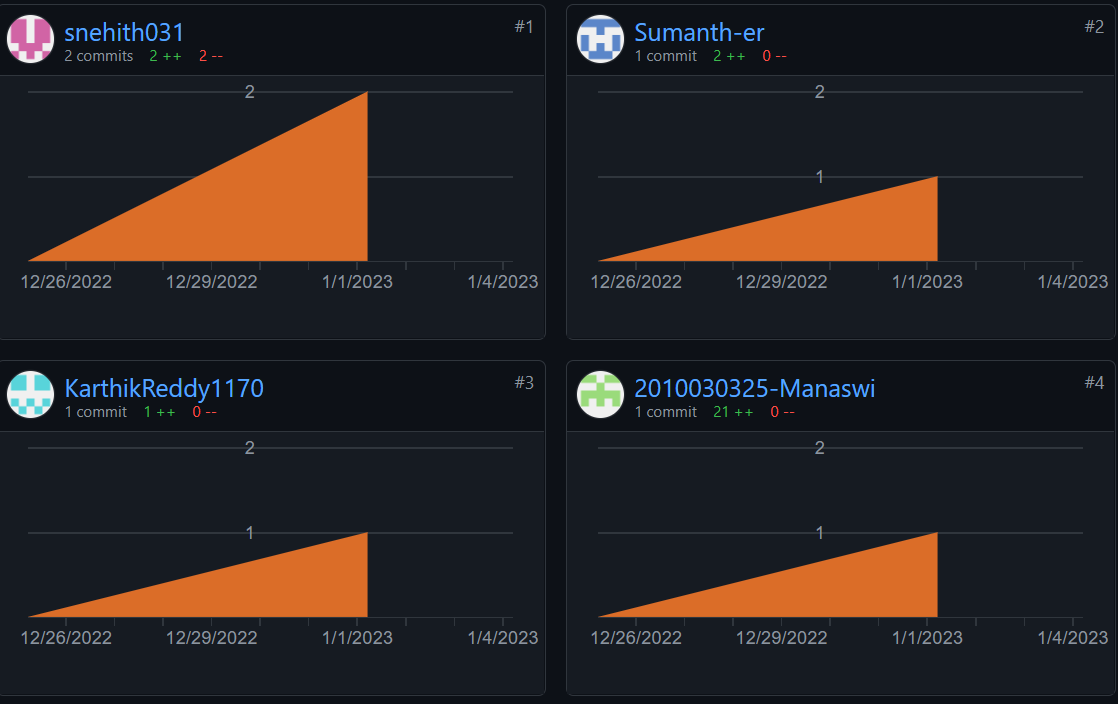 snehith031 #1
2 commits 2 ++ 2 --
2
12/26/2022 12/29/2022 1/1/2023 1/4/2023
Sumanth-er #2
1 commit 2 ++ 0 --
2
1
12/26/2022 12/29/2022 1/1/2023 1/4/2023
KarthikReddy1170 #3
1 commit 1 ++ 0 --
2
1
12/26/2022 12/29/2022 1/1/2023 1/4/2023
2010030325-Manaswi #4
1 commit 21 ++ 0 --
2
1
12/26/2022 12/29/2022 1/1/2023 1/4/2023